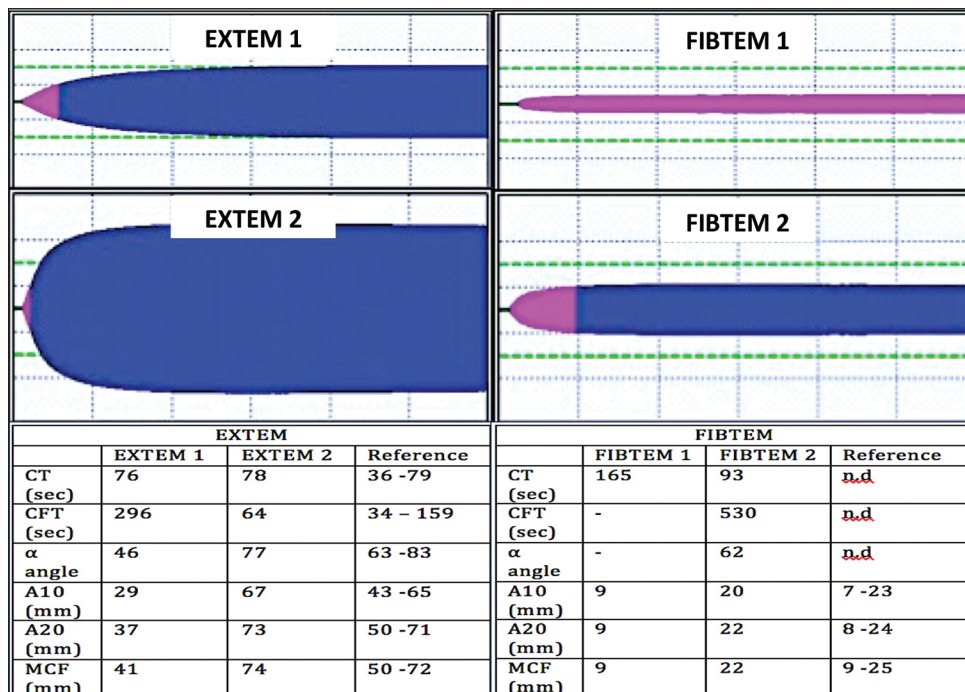 EXTEM 1
FIBTEM 1
EXTEM 2
FIBTEM 2
EXTEM
EXTEM 1 EXTEM 2 Reference
CT (sec) 76 78 36 -79
CFT (sec) 296 64 34 – 159
α angle 46 77 63 -83
A10 (mm) 29 67 43 -65
A20 (mm) 37 73 50 -71
MCF (mm) 41 74 50 -72
FIBTEM
FIBTEM 1 FIBTEM 2 Reference
CT (sec) 165 93 n.d
CFT (sec) - 530 n.d
α angle - 62 n.d
A10 (mm) 9 20 7 -23
A20 (mm) 9 22 8 -24
MCF (mm) 9 22 9 -25